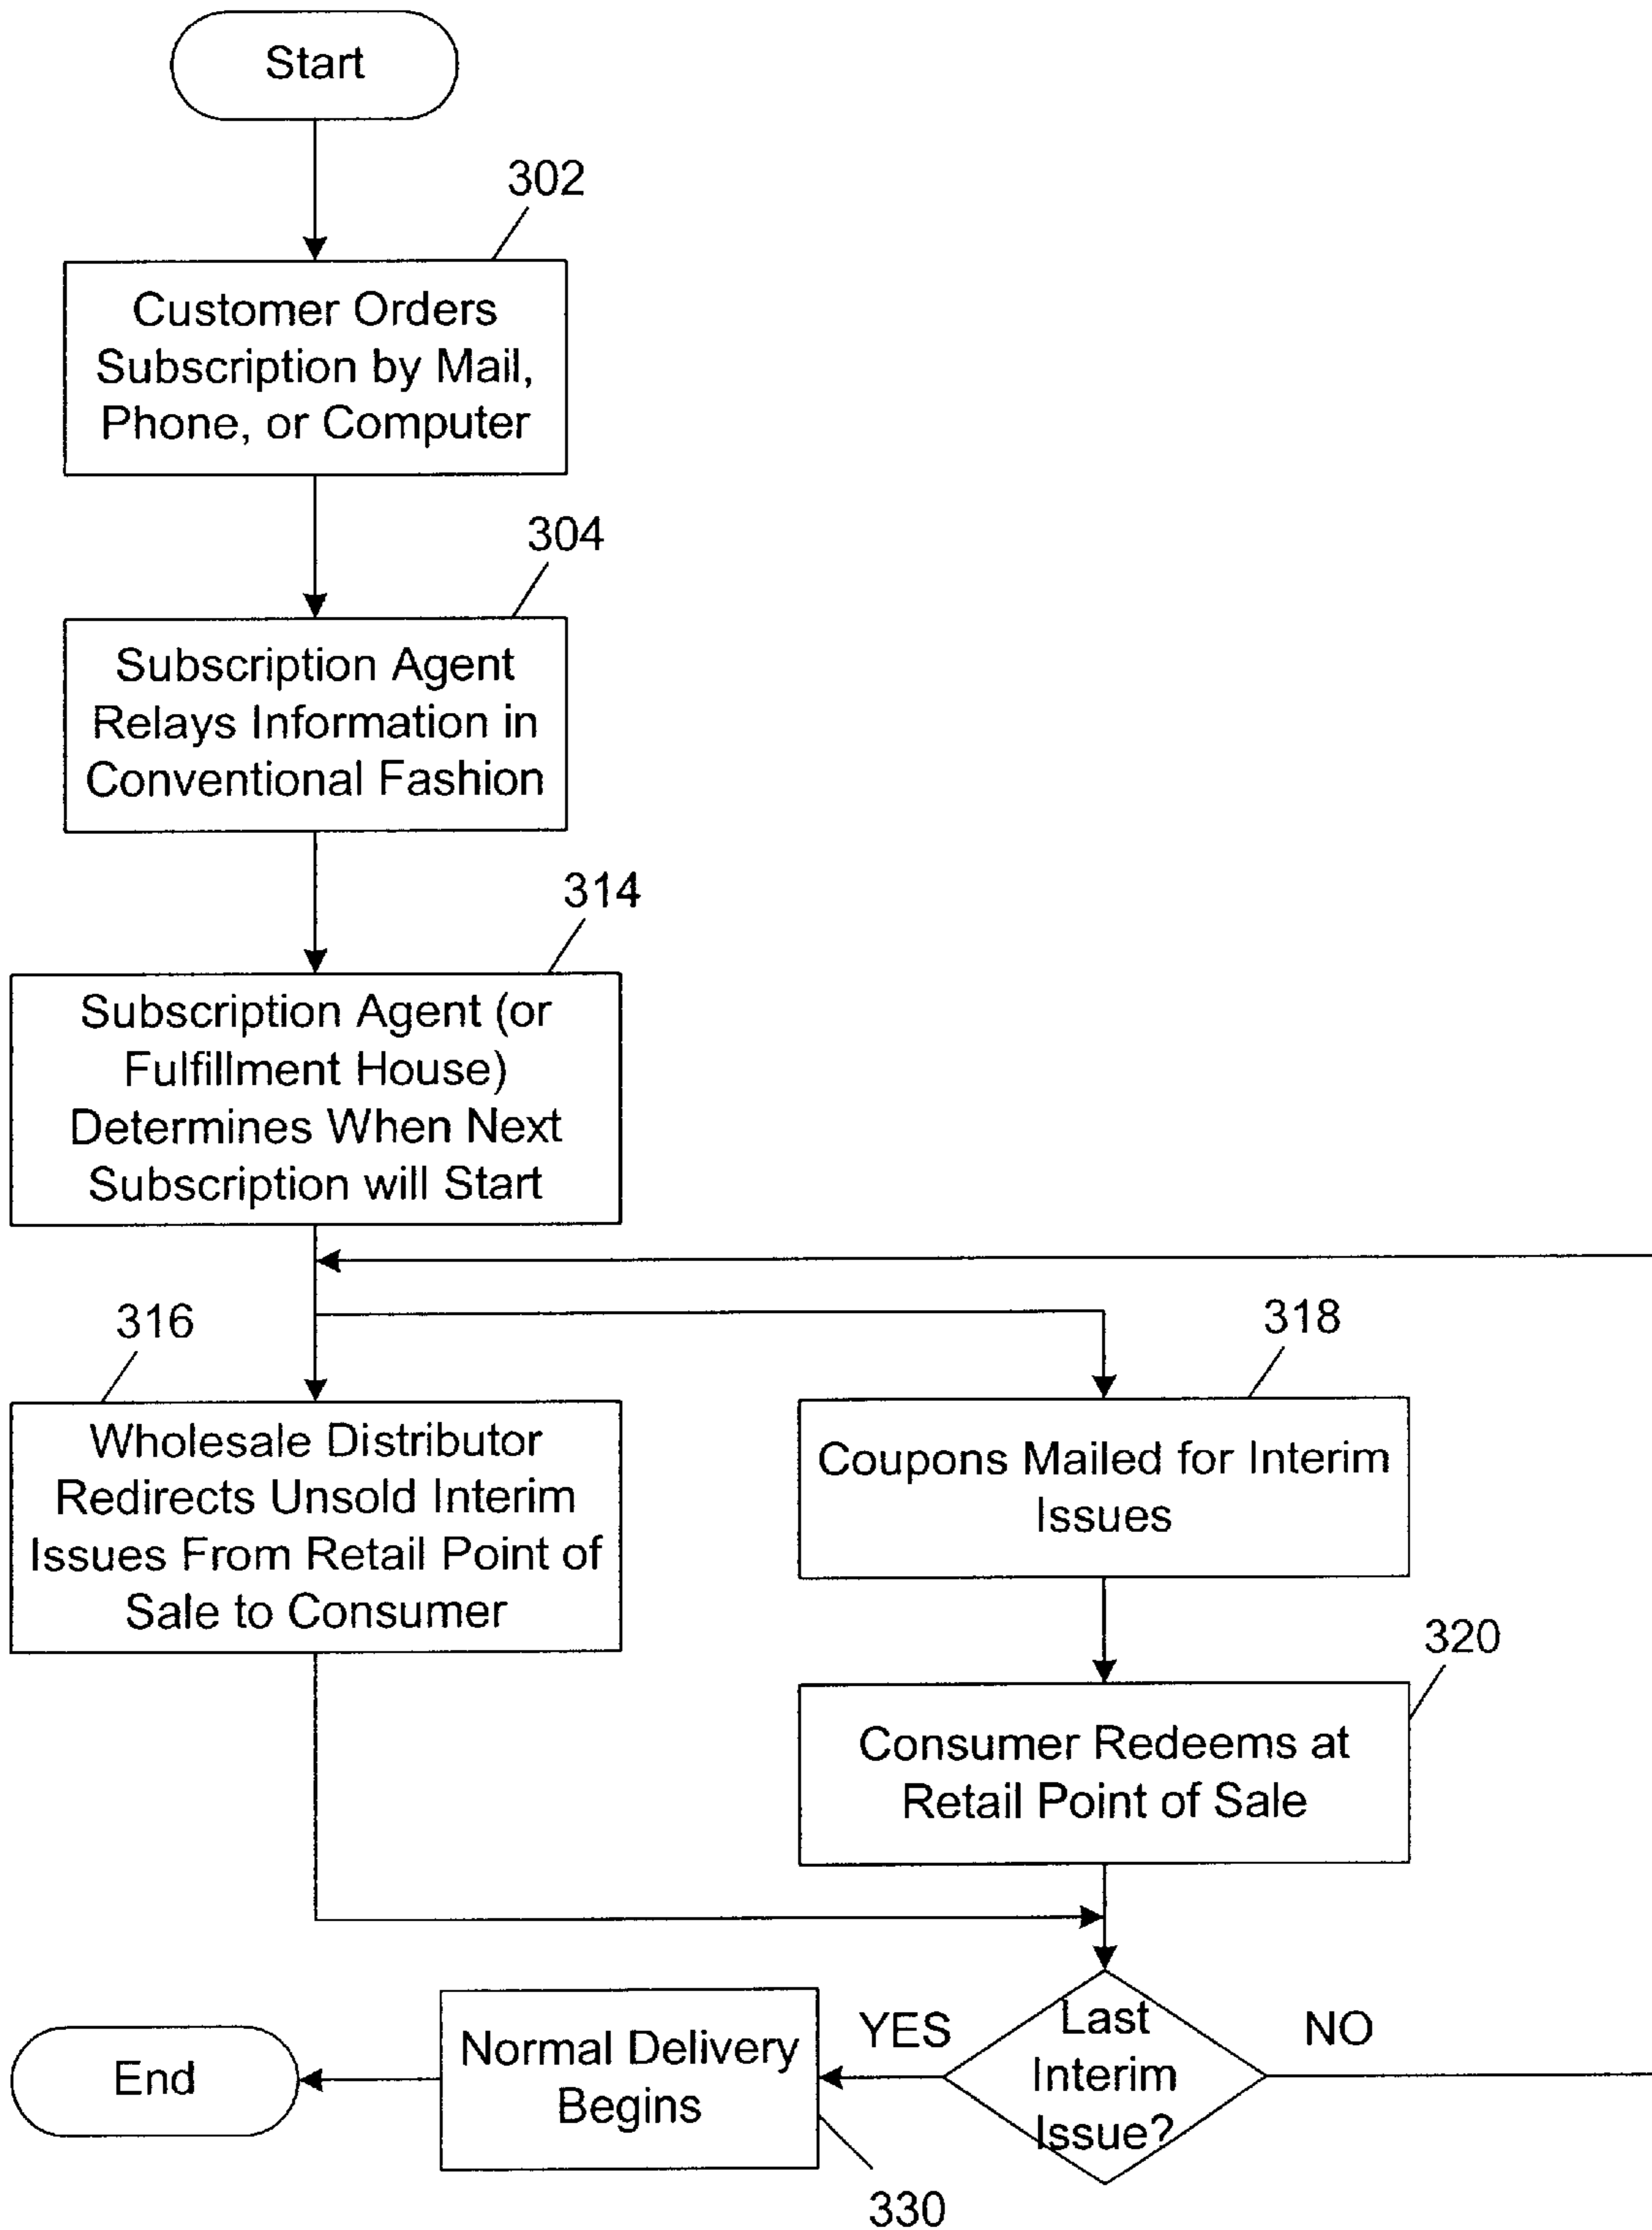 Start
302
Customer Orders
Subscription by Mail,
Phone, or Computer
304
Subscription Agent
Relays Information in
Conventional Fashion
314
Subscription Agent (or
Fulfillment House)
Determines When Next
Subscription will Start
316
Wholesale Distributor
Redirects Unsold Interim
Issues From Retail Point of
Sale to Consumer
318
Coupons Mailed for Interim
Issues
320
Consumer Redeems at
Retail Point of Sale
Last
Interim
Issue?
NO
YES
Normal Delivery
Begins
330
End